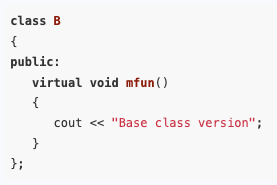 class B
{
public:
   virtual void mfun()
   {
      cout << "Base class version";
   }
};